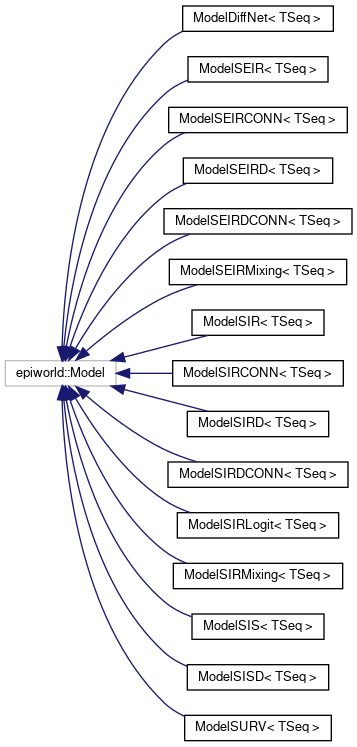 ModelDiffNet< TSeq >
ModelSEIR< TSeq >
ModelSEIRCONN< TSeq >
ModelSEIRD< TSeq >
ModelSEIRDCONN< TSeq >
ModelSEIRMixing< TSeq >
ModelSIR< TSeq >
epiworld::Model
ModelSIRCONN< TSeq >
ModelSIRD< TSeq >
ModelSIRDCONN< TSeq >
ModelSIRLogit< TSeq >
ModelSIRMixing< TSeq >
ModelSIS< TSeq >
ModelSISD< TSeq >
ModelSURV< TSeq >